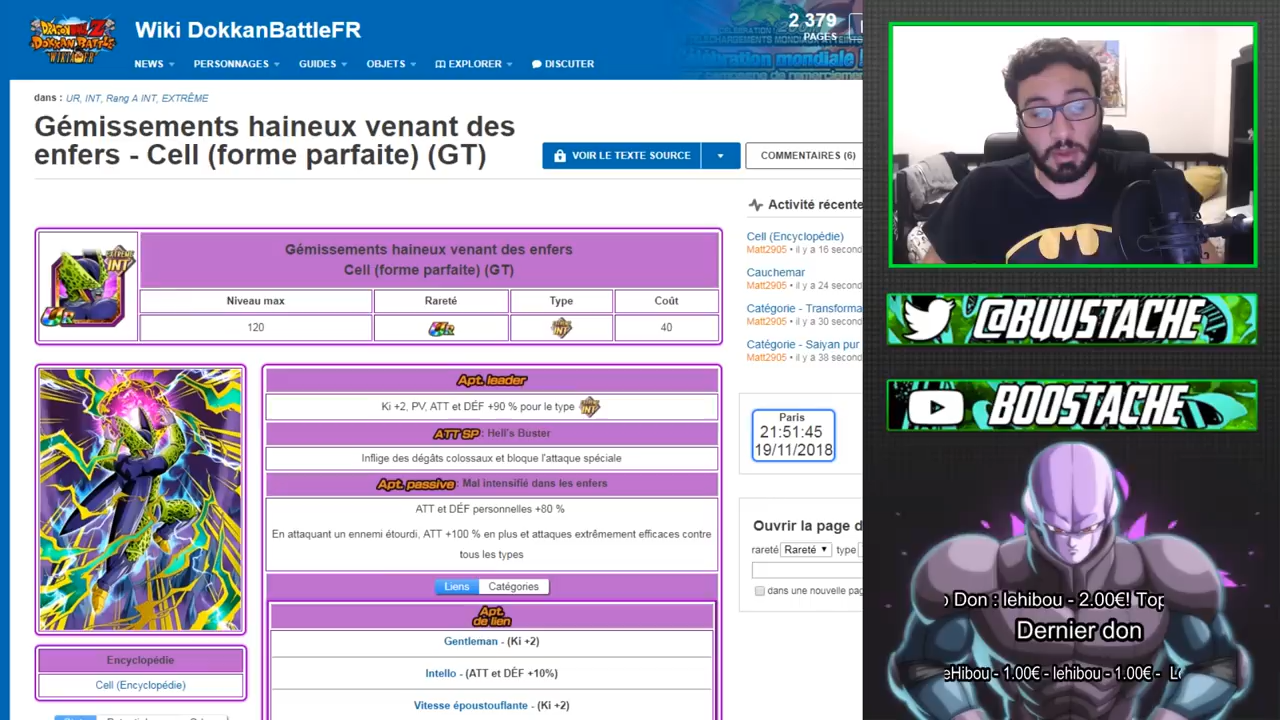 Wiki DokkanBattleFR
2 379
PAGES
NEWS
PERSONNAGES
GUIDES
OBJETS
EXPLORER
DISCUTER
dans : UR, INT, Rang A INT, EXTRÊME
Gémissements haineux venant des
enfers - Cell (forme parfaite) (GT)
VOIR LE TEXTE SOURCE
COMMENTAIRES (6)
Activité récente
Cell (Encyclopédie)
Matt2905 • il y a 16 second
Cauchemar
Matt2905 • il y a 24 second
Catégorie - Transforma
Matt2905 • il y a 30 second
Catégorie - Saiyan pur
Matt2905 • il y a 38 second
Gémissements haineux venant des enfers
Cell (forme parfaite) (GT)
Niveau max
Rareté
Type
Coût
120
UR
EXTREME INT
40
Apt. leader
Ki +2, PV, ATT et DÉF +90 % pour le type
ATT SP : Hell's Buster
Inflige des dégâts colossaux et bloque l'attaque spéciale
Apt. passive : Mal intensifié dans les enfers
ATT et DÉF personnelles +80 %
En attaquant un ennemi étourdi, ATT +100 % en plus et attaques extrêmement efficaces contre
tous les types
Liens
Catégories
Apt.
de lien
Gentleman - (Ki +2)
Intello - (ATT et DÉF +10%)
Vitesse époustouflante - (Ki +2)
Encyclopédie
Cell (Encyclopédie)
Paris
21:51:45
19/11/2018
Ouvrir la page d
rareté Rareté type
dans une nouvelle pag
@BUUSTACHE
BOOSTACHE
Don : lehibou - 2.00€! Top
Dernier don
eHibou - 1.00€ - lehibou - 1.00€ -